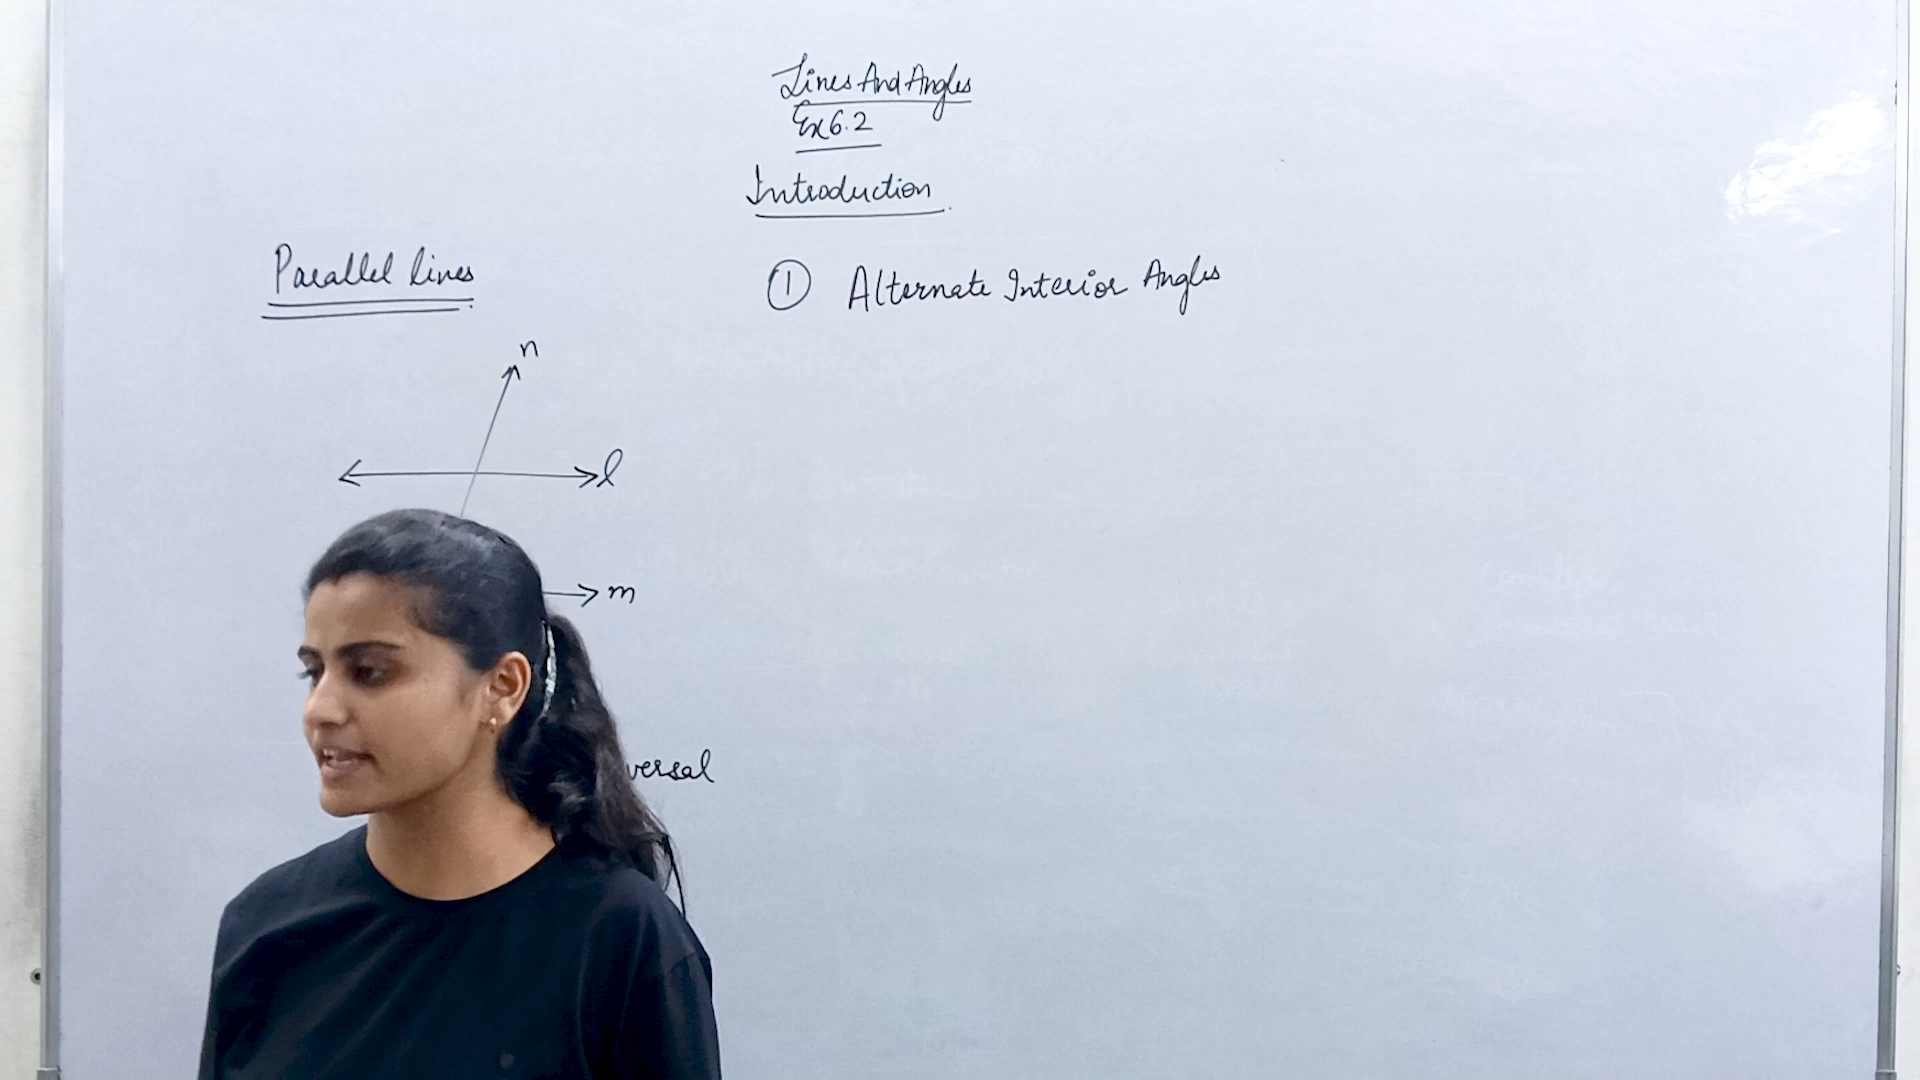 Lines And Angles
Ex 6.2
Introduction
Parallel lines
① Alternate Interior Angles
n
l
m
versal